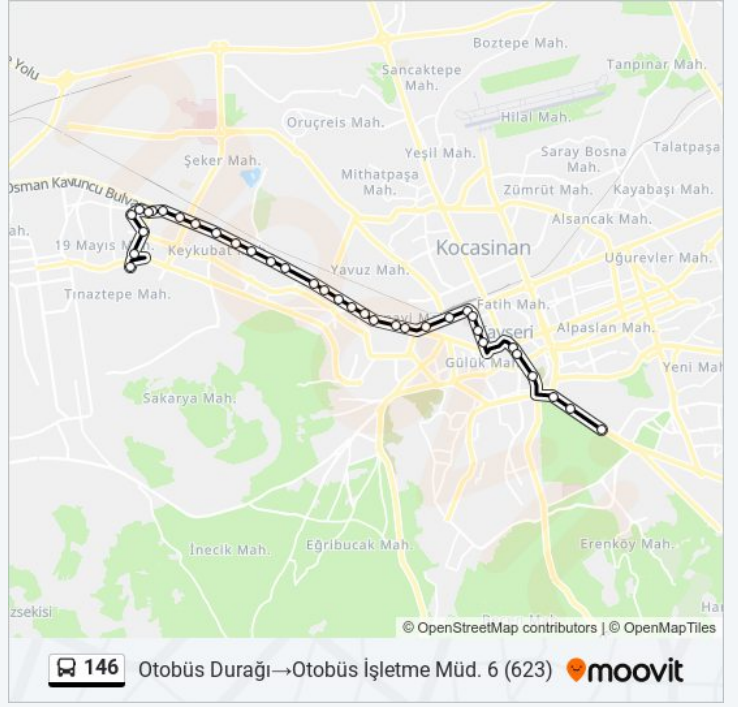 Boztepe Mah.
e Yolu
Sancaktepe
Mah.
Tanpınar Mah.
Hilal Mah.
Oruçreis Mah.
Şeker Mah.
Yeşil Mah.
Saray Bosna
Mah.
Talatpaşa
Mithatpaşa
Mah.
Zümrüt Mah.
Kayabaşı Mah.
Osman Kavuncu Bulva
Alsancak Mah.
ah.
19 Mayıs M h.
Keykubat
Kocasinan
Uğurevler Mah.
Yavuz Mah.
Tınaztepe Mah.
Fatih Mah.
Kayseri
Alpaslan Mah.
Gülük Mah
Yeni Mah
Sakarya Mah.
İnecik Mah.
Eğribucak Mah.
Erenköy Mah.
zsekisi
Har
© OpenStreetMap contributors | © OpenMapTiles
146 Otobüs Durağı→Otobüs İşletme Müd. 6 (623) moovit